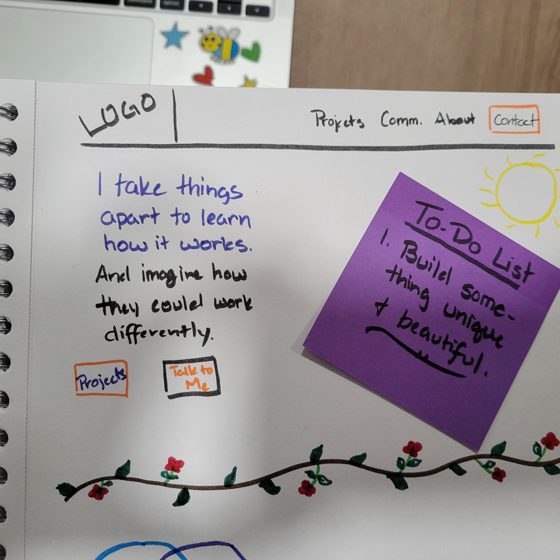 LOGO
Projects Comm. About Contact
I take things
apart to learn
how it works.
And imagine how
they could work
differently.
Projects
Talk to
Me
To-Do List
1. Build some-
thing unique
& beautiful.